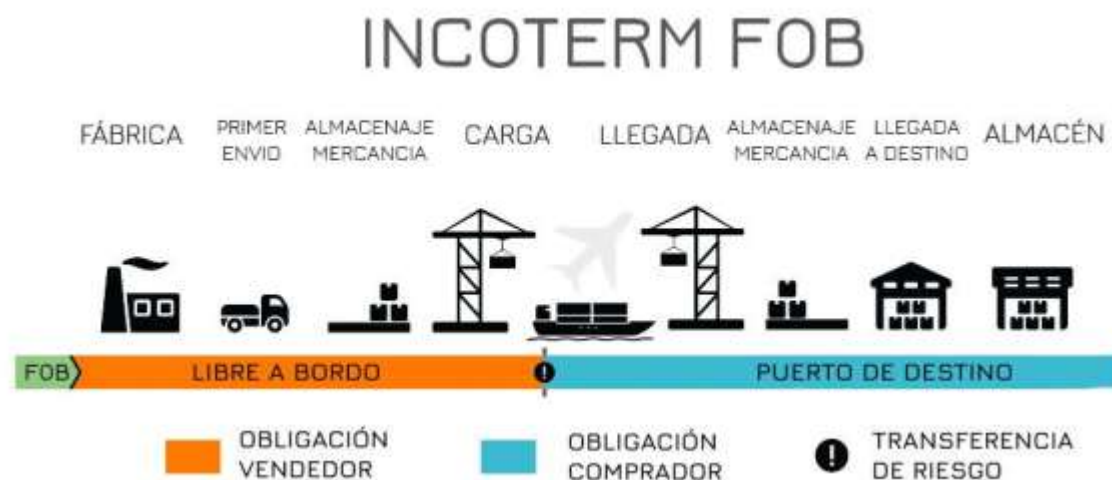 INCOTERM FOB
FÁBRICA
PRIMER
ENVIO
ALMACENAJE
MERCANCIA
CARGA
LLEGADA
ALMACENAJE
MERCANCIA
LLEGADA
A DESTINO
ALMACÉN
FOB
LIBRE A BORDO
!
PUERTO DE DESTINO
OBLIGACIÓN
VENDEDOR
OBLIGACIÓN
COMPRADOR
!
TRANSFERENCIA
DE RIESGO